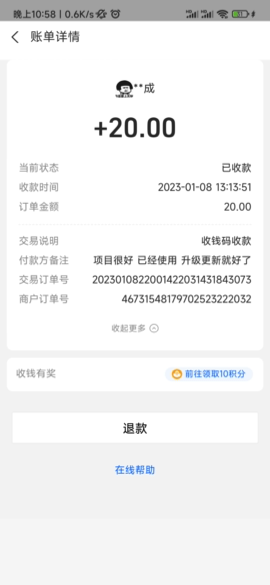 晚上10:58 | 0.6K/s
账单详情
**成
+20.00
当前状态 已收款
收款时间 2023-01-08 13:13:51
订单金额 20.00
交易说明 收钱码收款
付款方备注 项目很好 已经使用 升级更新就好了
交易订单号 2023010822001422031431843073
商户订单号 46731548179702523222032
收起更多
收钱有奖 前往领取10积分
退款
在线帮助